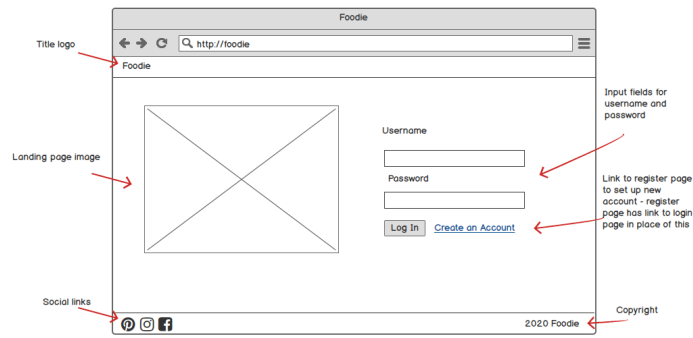 Foodie
http://foodie
Title logo
Foodie
Input fields for
username and
password
Username
Landing page image
Password
Link to register page
to set up new
account - register
page has link to login
page in place of this
Log In
Create an Account
Social links
Copyright
2020 Foodie